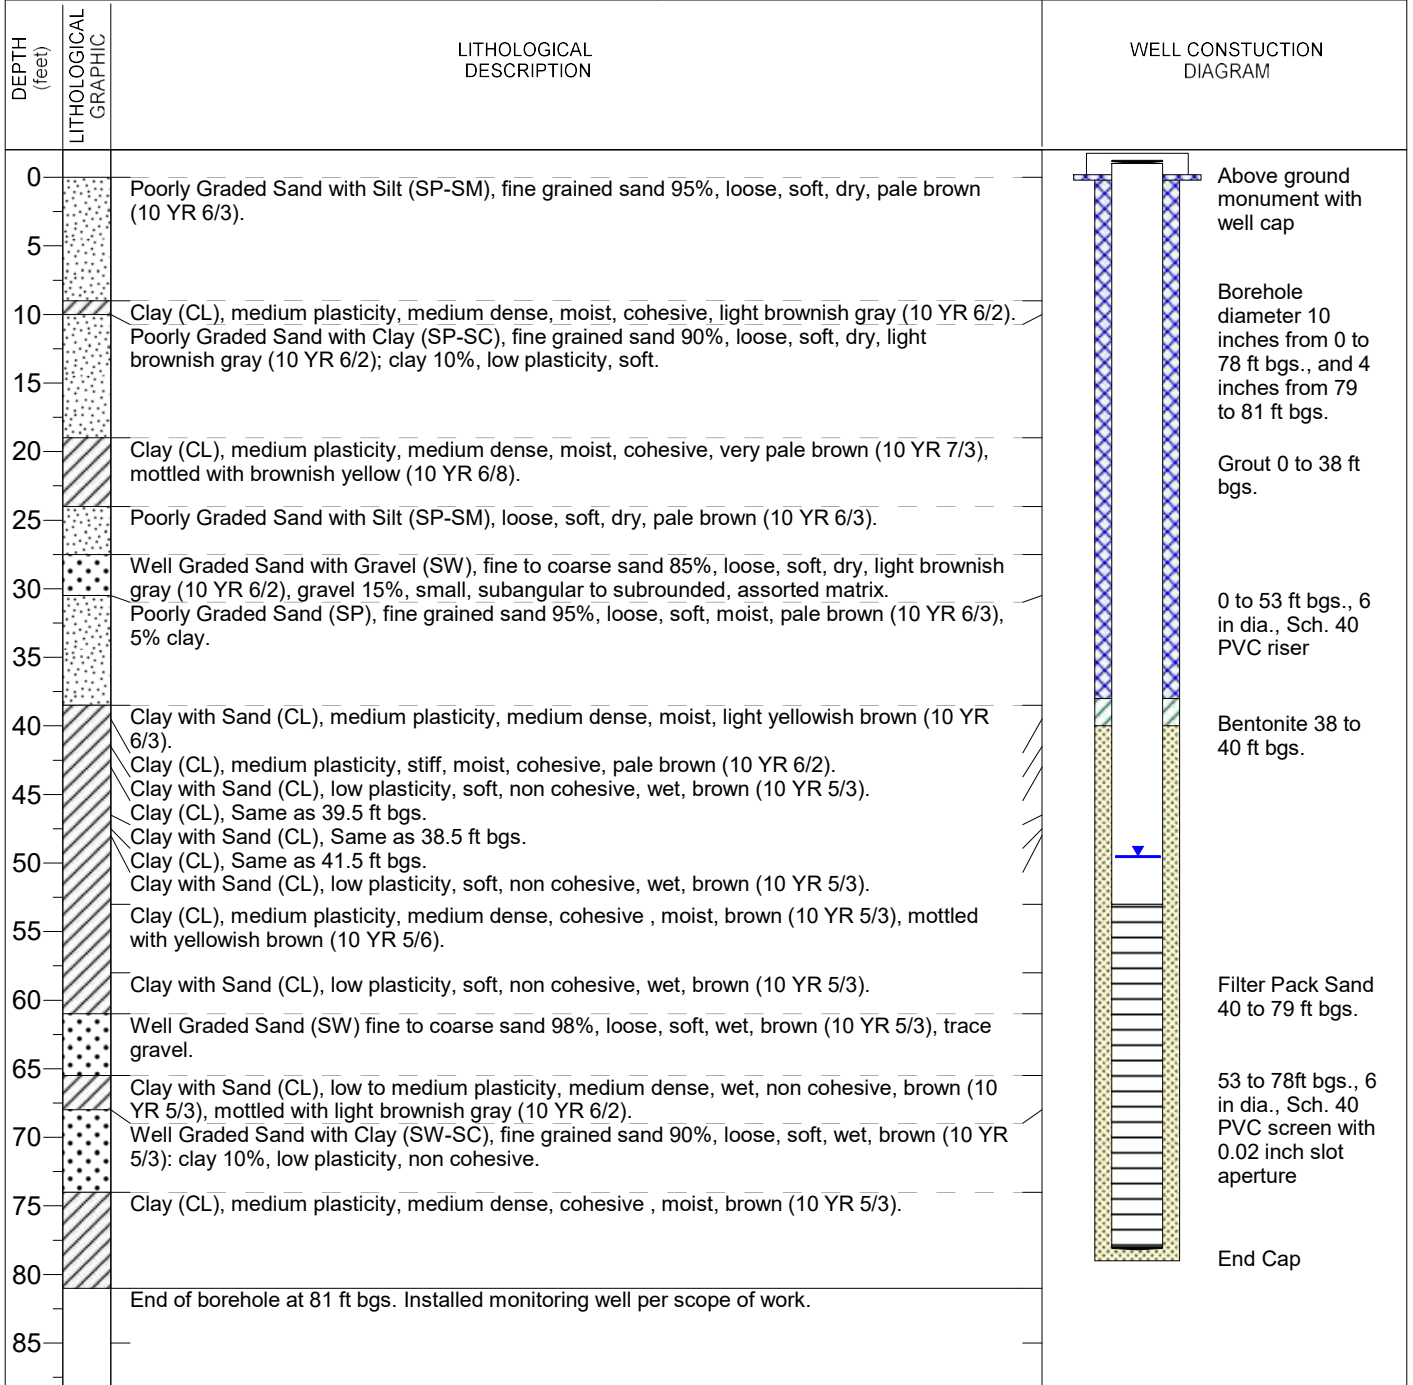 DEPTH
(feet)
LITHOLOGICAL
GRAPHIC
LITHOLOGICAL
DESCRIPTION
WELL CONSTUCTION
DIAGRAM
0
5
10
15
20
25
30
35
40
45
50
55
60
65
70
75
80
85
Poorly Graded Sand with Silt (SP-SM), fine grained sand 95%, loose, soft, dry, pale brown
(10 YR 6/3).
Clay (CL), medium plasticity, medium dense, moist, cohesive, light brownish gray (10 YR 6/2).
Poorly Graded Sand with Clay (SP-SC), fine grained sand 90%, loose, soft, dry, light
brownish gray (10 YR 6/2); clay 10%, low plasticity, soft.
Clay (CL), medium plasticity, medium dense, moist, cohesive, very pale brown (10 YR 7/3),
mottled with brownish yellow (10 YR 6/8).
Poorly Graded Sand with Silt (SP-SM), loose, soft, dry, pale brown (10 YR 6/3).
Well Graded Sand with Gravel (SW), fine to coarse sand 85%, loose, soft, dry, light brownish
gray (10 YR 6/2), gravel 15%, small, subangular to subrounded, assorted matrix.
Poorly Graded Sand (SP), fine grained sand 95%, loose, soft, moist, pale brown (10 YR 6/3),
5% clay.
Clay with Sand (CL), medium plasticity, medium dense, moist, light yellowish brown (10 YR
6/3).
Clay (CL), medium plasticity, stiff, moist, cohesive, pale brown (10 YR 6/2).
Clay with Sand (CL), low plasticity, soft, non cohesive, wet, brown (10 YR 5/3).
Clay (CL), Same as 39.5 ft bgs.
Clay with Sand (CL), Same as 38.5 ft bgs.
Clay (CL), Same as 41.5 ft bgs.
Clay with Sand (CL), low plasticity, soft, non cohesive, wet, brown (10 YR 5/3).
Clay (CL), medium plasticity, medium dense, cohesive , moist, brown (10 YR 5/3), mottled
with yellowish brown (10 YR 5/6).
Clay with Sand (CL), low plasticity, soft, non cohesive, wet, brown (10 YR 5/3).
Well Graded Sand (SW) fine to coarse sand 98%, loose, soft, wet, brown (10 YR 5/3), trace
gravel.
Clay with Sand (CL), low to medium plasticity, medium dense, wet, non cohesive, brown (10
YR 5/3), mottled with light brownish gray (10 YR 6/2).
Well Graded Sand with Clay (SW-SC), fine grained sand 90%, loose, soft, wet, brown (10 YR
5/3): clay 10%, low plasticity, non cohesive.
Clay (CL), medium plasticity, medium dense, cohesive , moist, brown (10 YR 5/3).
End of borehole at 81 ft bgs. Installed monitoring well per scope of work.
Above ground
monument with
well cap
Borehole
diameter 10
inches from 0 to
78 ft bgs., and 4
inches from 79
to 81 ft bgs.
Grout 0 to 38 ft
bgs.
0 to 53 ft bgs., 6
in dia., Sch. 40
PVC riser
Bentonite 38 to
40 ft bgs.
Filter Pack Sand
40 to 79 ft bgs.
53 to 78ft bgs., 6
in dia., Sch. 40
PVC screen with
0.02 inch slot
aperture
End Cap